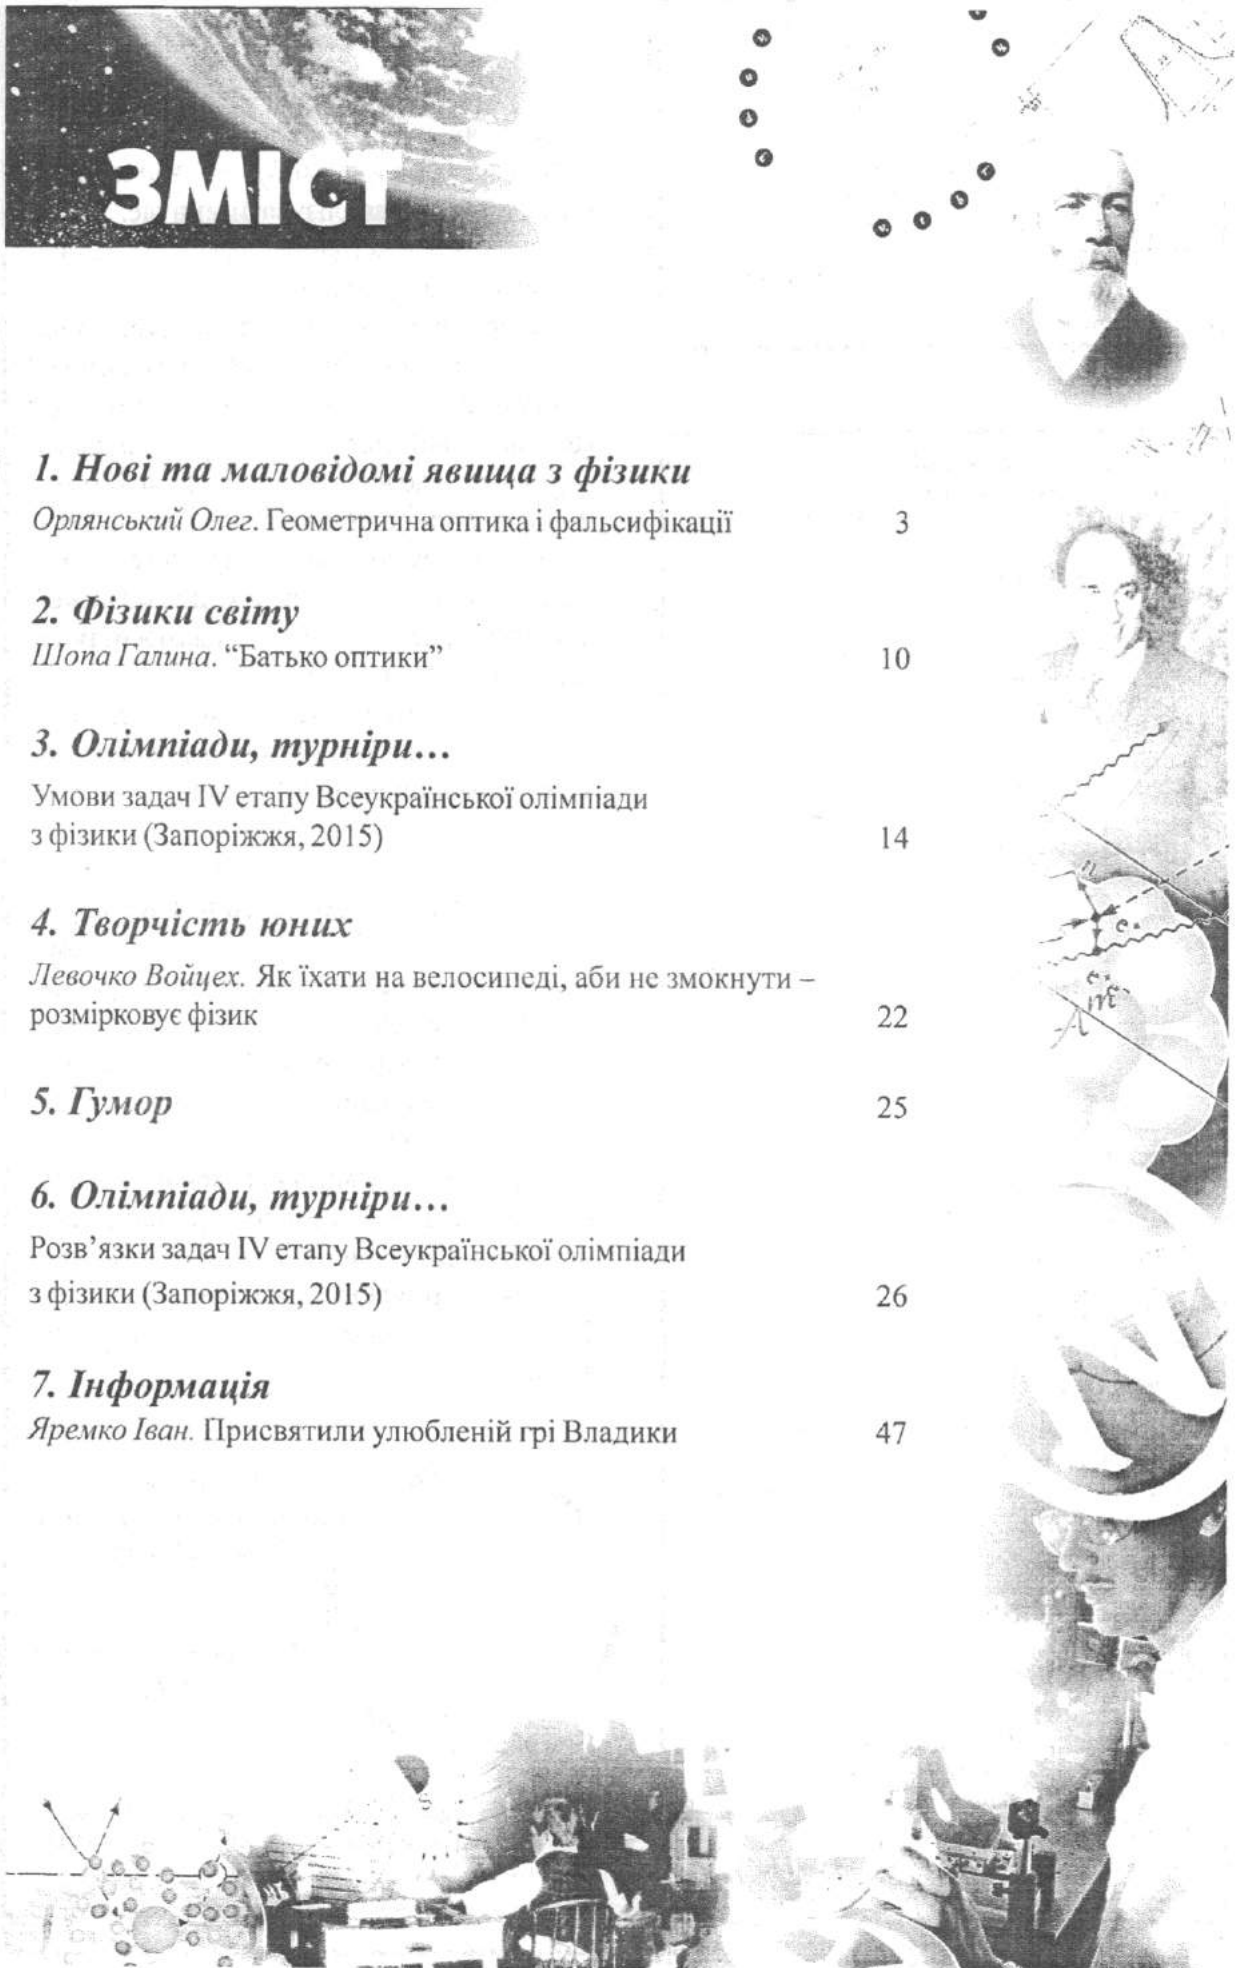 ЗМІСТ
1. Нові та маловідомі явища з фізики
Орлянський Олег. Геометрична оптика і фальсифікації 3
2. Фізики світу
Шопа Галина. “Батько оптики” 10
3. Олімпіади, турніри...
Умови задач IV етапу Всеукраїнської олімпіади
з фізики (Запоріжжя, 2015) 14
4. Творчість юних
Левочко Войцех. Як їхати на велосипеді, аби не змокнути –
розмірковує фізик 22
5. Гумор 25
6. Олімпіади, турніри...
Розв’язки задач IV етапу Всеукраїнської олімпіади
з фізики (Запоріжжя, 2015) 26
7. Інформація
Яремко Іван. Присвятили улюбленій грі Владики 47